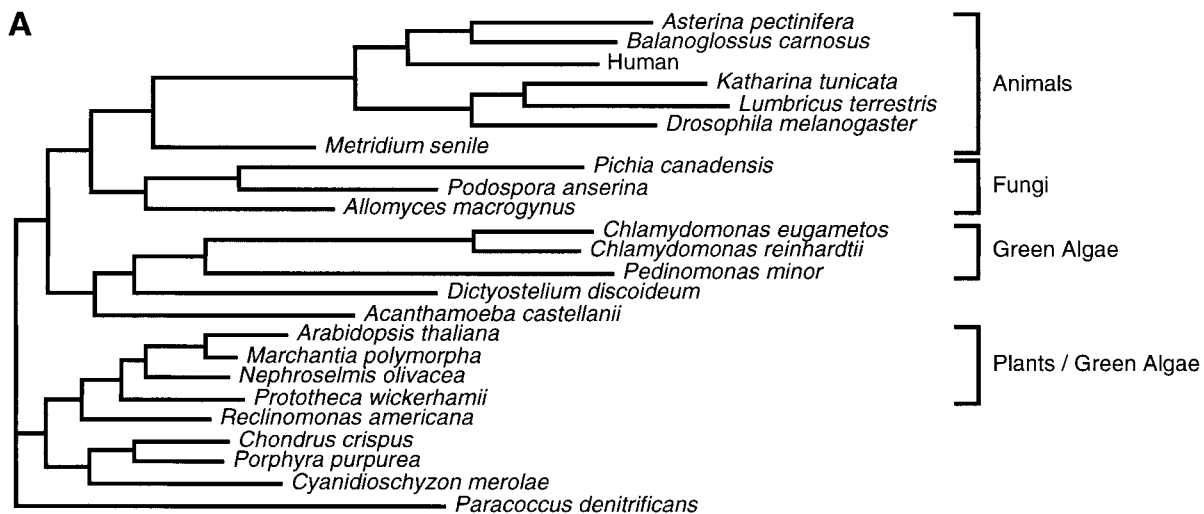 A
Asterina pectinifera
Balanoglossus carnosus
Human
Katharina tunicata
Lumbricus terrestris
Drosophila melanogaster
Metridium senile
Animals
Pichia canadensis
Podospora anserina
Allomyces macrogynus
Fungi
Chlamydomonas eugametos
Chlamydomonas reinhardtii
Pedinomonas minor
Green Algae
Dictyostelium discoideum
Acanthamoeba castellanii
Arabidopsis thaliana
Marchantia polymorpha
Nephroselmis olivacea
Prototheca wickerhamii
Plants / Green Algae
Reclinomonas americana
Chondrus crispus
Porphyra purpurea
Cyanidioschyzon merolae
Paracoccus denitrificans